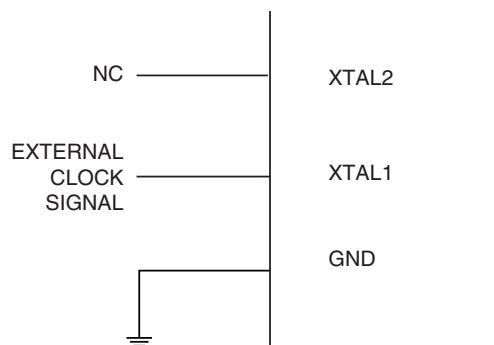 NC
XTAL2
EXTERNAL
CLOCK
SIGNAL
XTAL1
GND